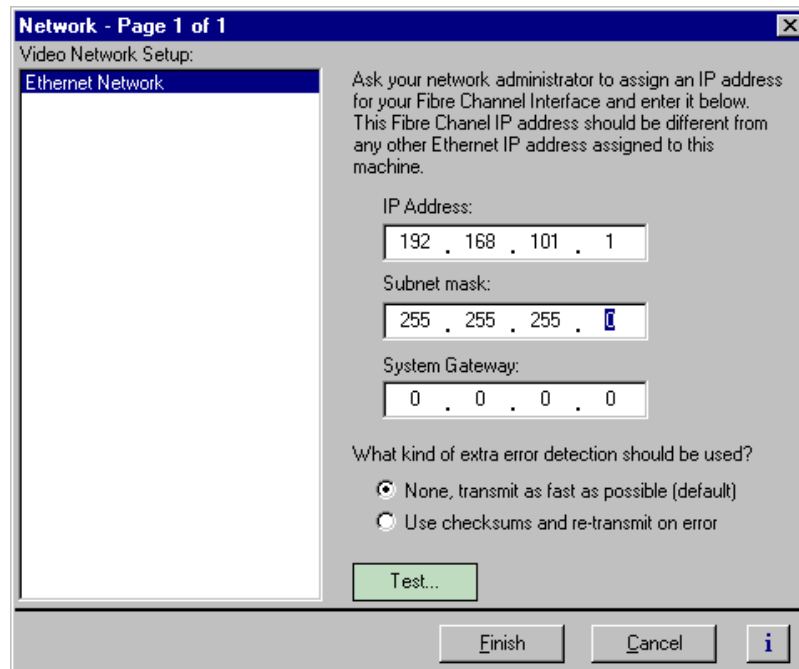 Network - Page 1 of 1
Video Network Setup:
Ethernet Network
Ask your network administrator to assign an IP address
for your Fibre Channel Interface and enter it below.
This Fibre Chanel IP address should be different from
any other Ethernet IP address assigned to this
machine.
IP Address:
192 . 168 . 101 . 1
Subnet mask:
255 . 255 . 255 . 0
System Gateway:
0 . 0 . 0 . 0
What kind of extra error detection should be used?
None, transmit as fast as possible (default)
Use checksums and re-transmit on error
Test...
Finish Cancel i